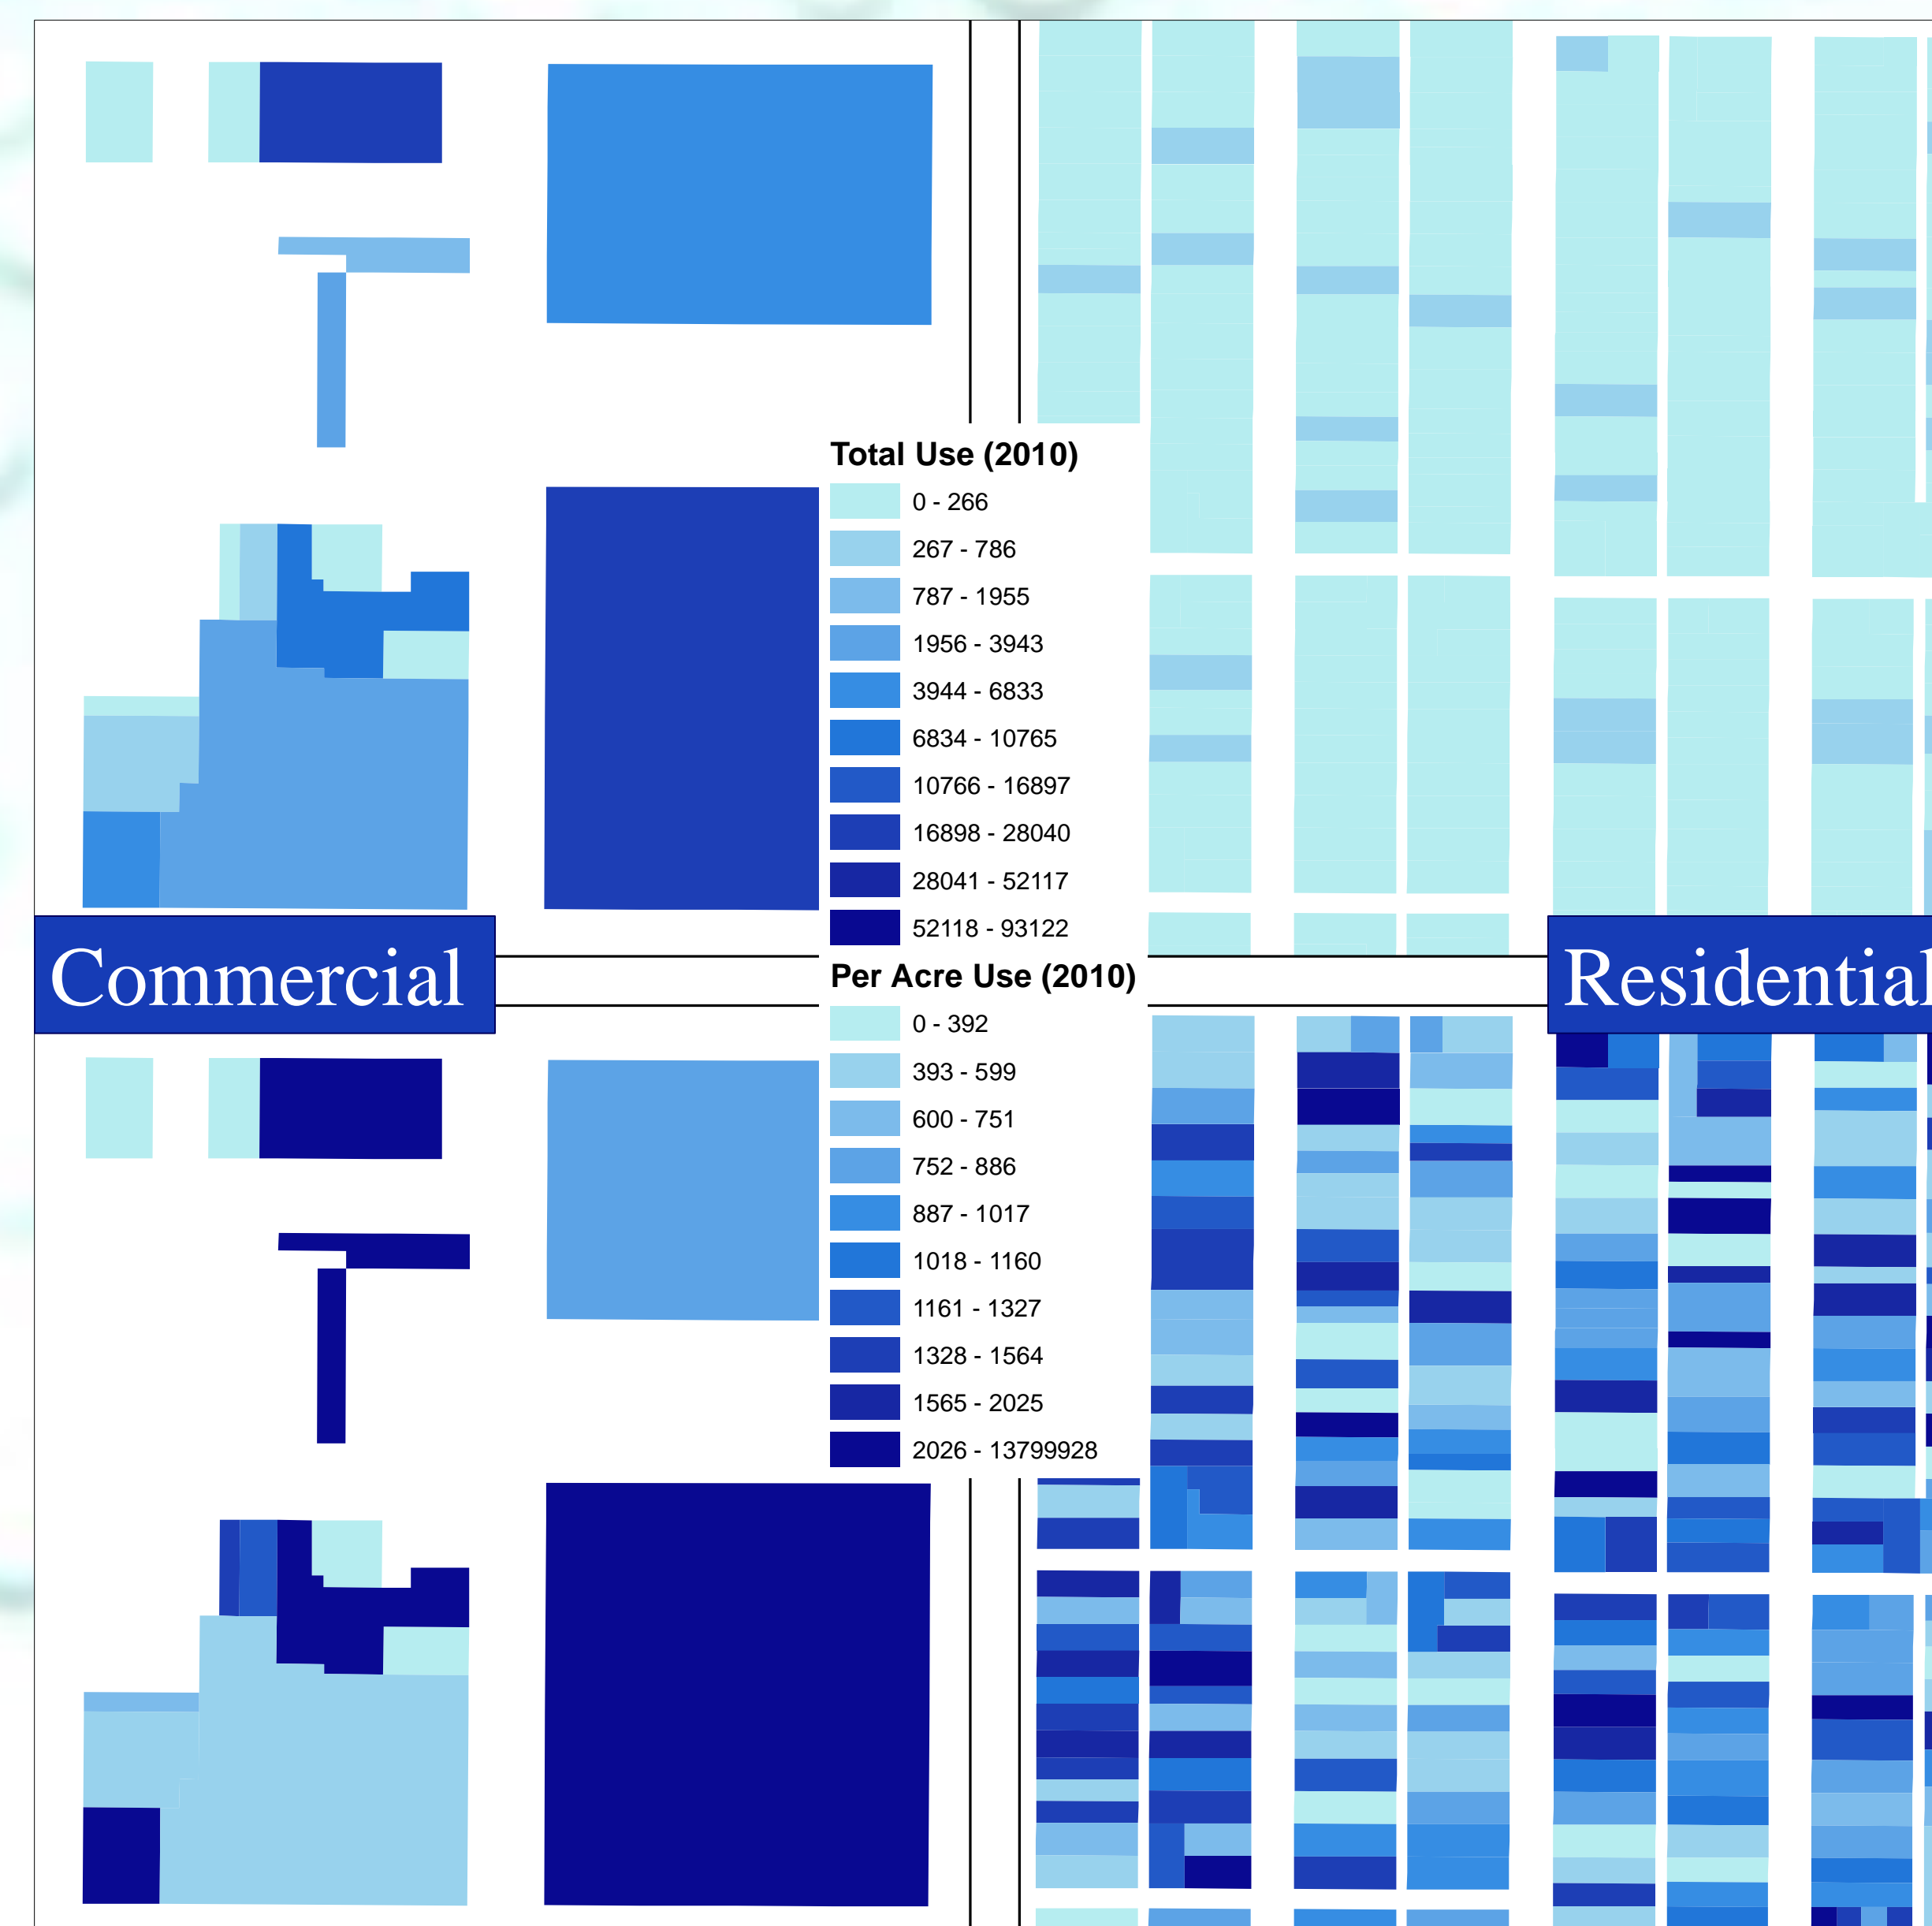 Total Use (2010)
0 - 266
267 - 786
787 - 1955
1956 - 3943
3944 - 6833
6834 - 10765
10766 - 16897
16898 - 28040
28041 - 52117
52118 - 93122
Commercial
Residential
Per Acre Use (2010)
0 - 392
393 - 599
600 - 751
752 - 886
887 - 1017
1018 - 1160
1161 - 1327
1328 - 1564
1565 - 2025
2026 - 13799928